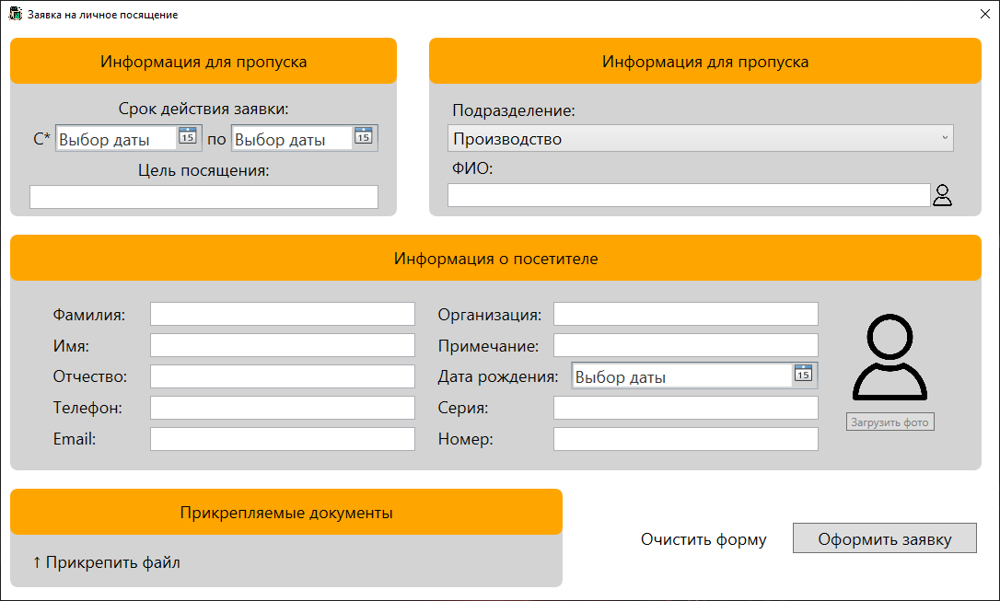 Заявка на личное посящение
Информация для пропуска
Срок действия заявки:
С* Выбор даты 15 по Выбор даты 15
Цель посящения:
Информация для пропуска
Подразделение:
Производство
ФИО:
Информация о посетителе
Фамилия:
Имя:
Отчество:
Телефон:
Email:
Организация:
Примечание:
Дата рождения: Выбор даты 15
Серия:
Номер:
Загрузить фото
Прикрепляемые документы
↑ Прикрепить файл
Очистить форму
Оформить заявку